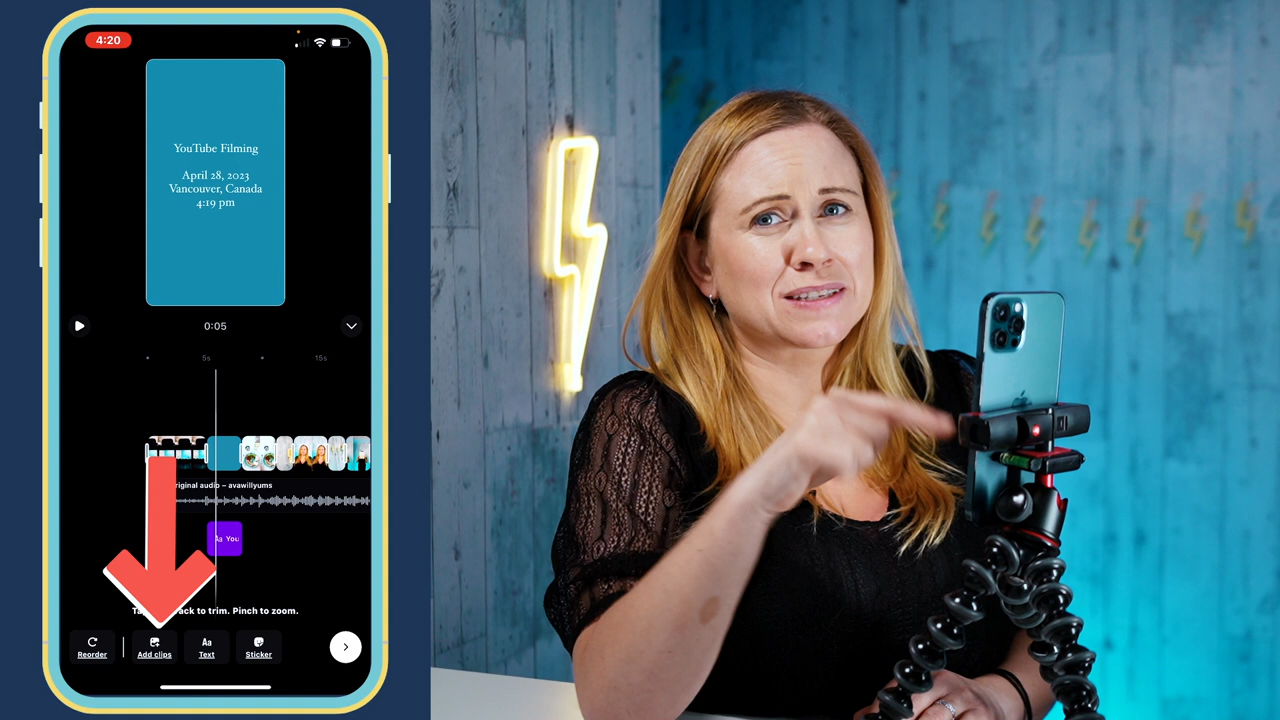 4:20
YouTube Filming
April 28, 2023
Vancouver, Canada
4:19 pm
0:05
5s
15s
riginal audio – avawillyums
Aa You
to trim. Pinch to zoom.
Reorder
Add clips
Aa
Text
Sticker